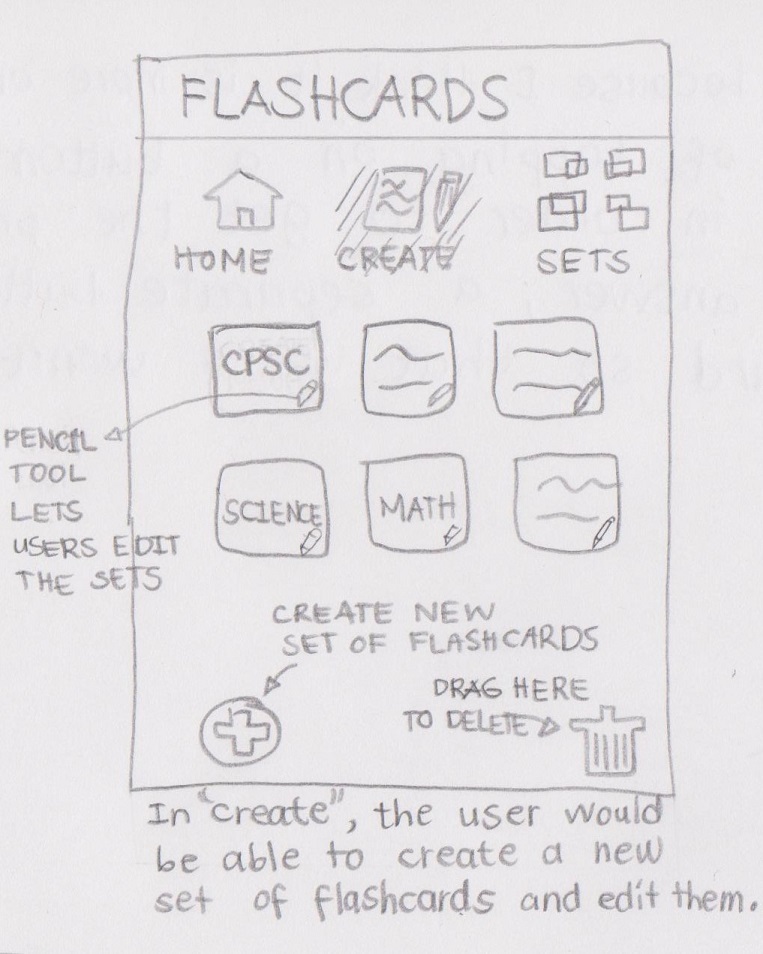 FLASHCARDS
HOME CREATE SETS
CPSC
PENCIL
TOOL
LETS
USERS EDIT
THE SETS
SCIENCE MATH
CREATE NEW
SET OF FLASHCARDS
DRAG HERE
TO DELETE
In "create", the user would
be able to create a new
set of flashcards and edit them.